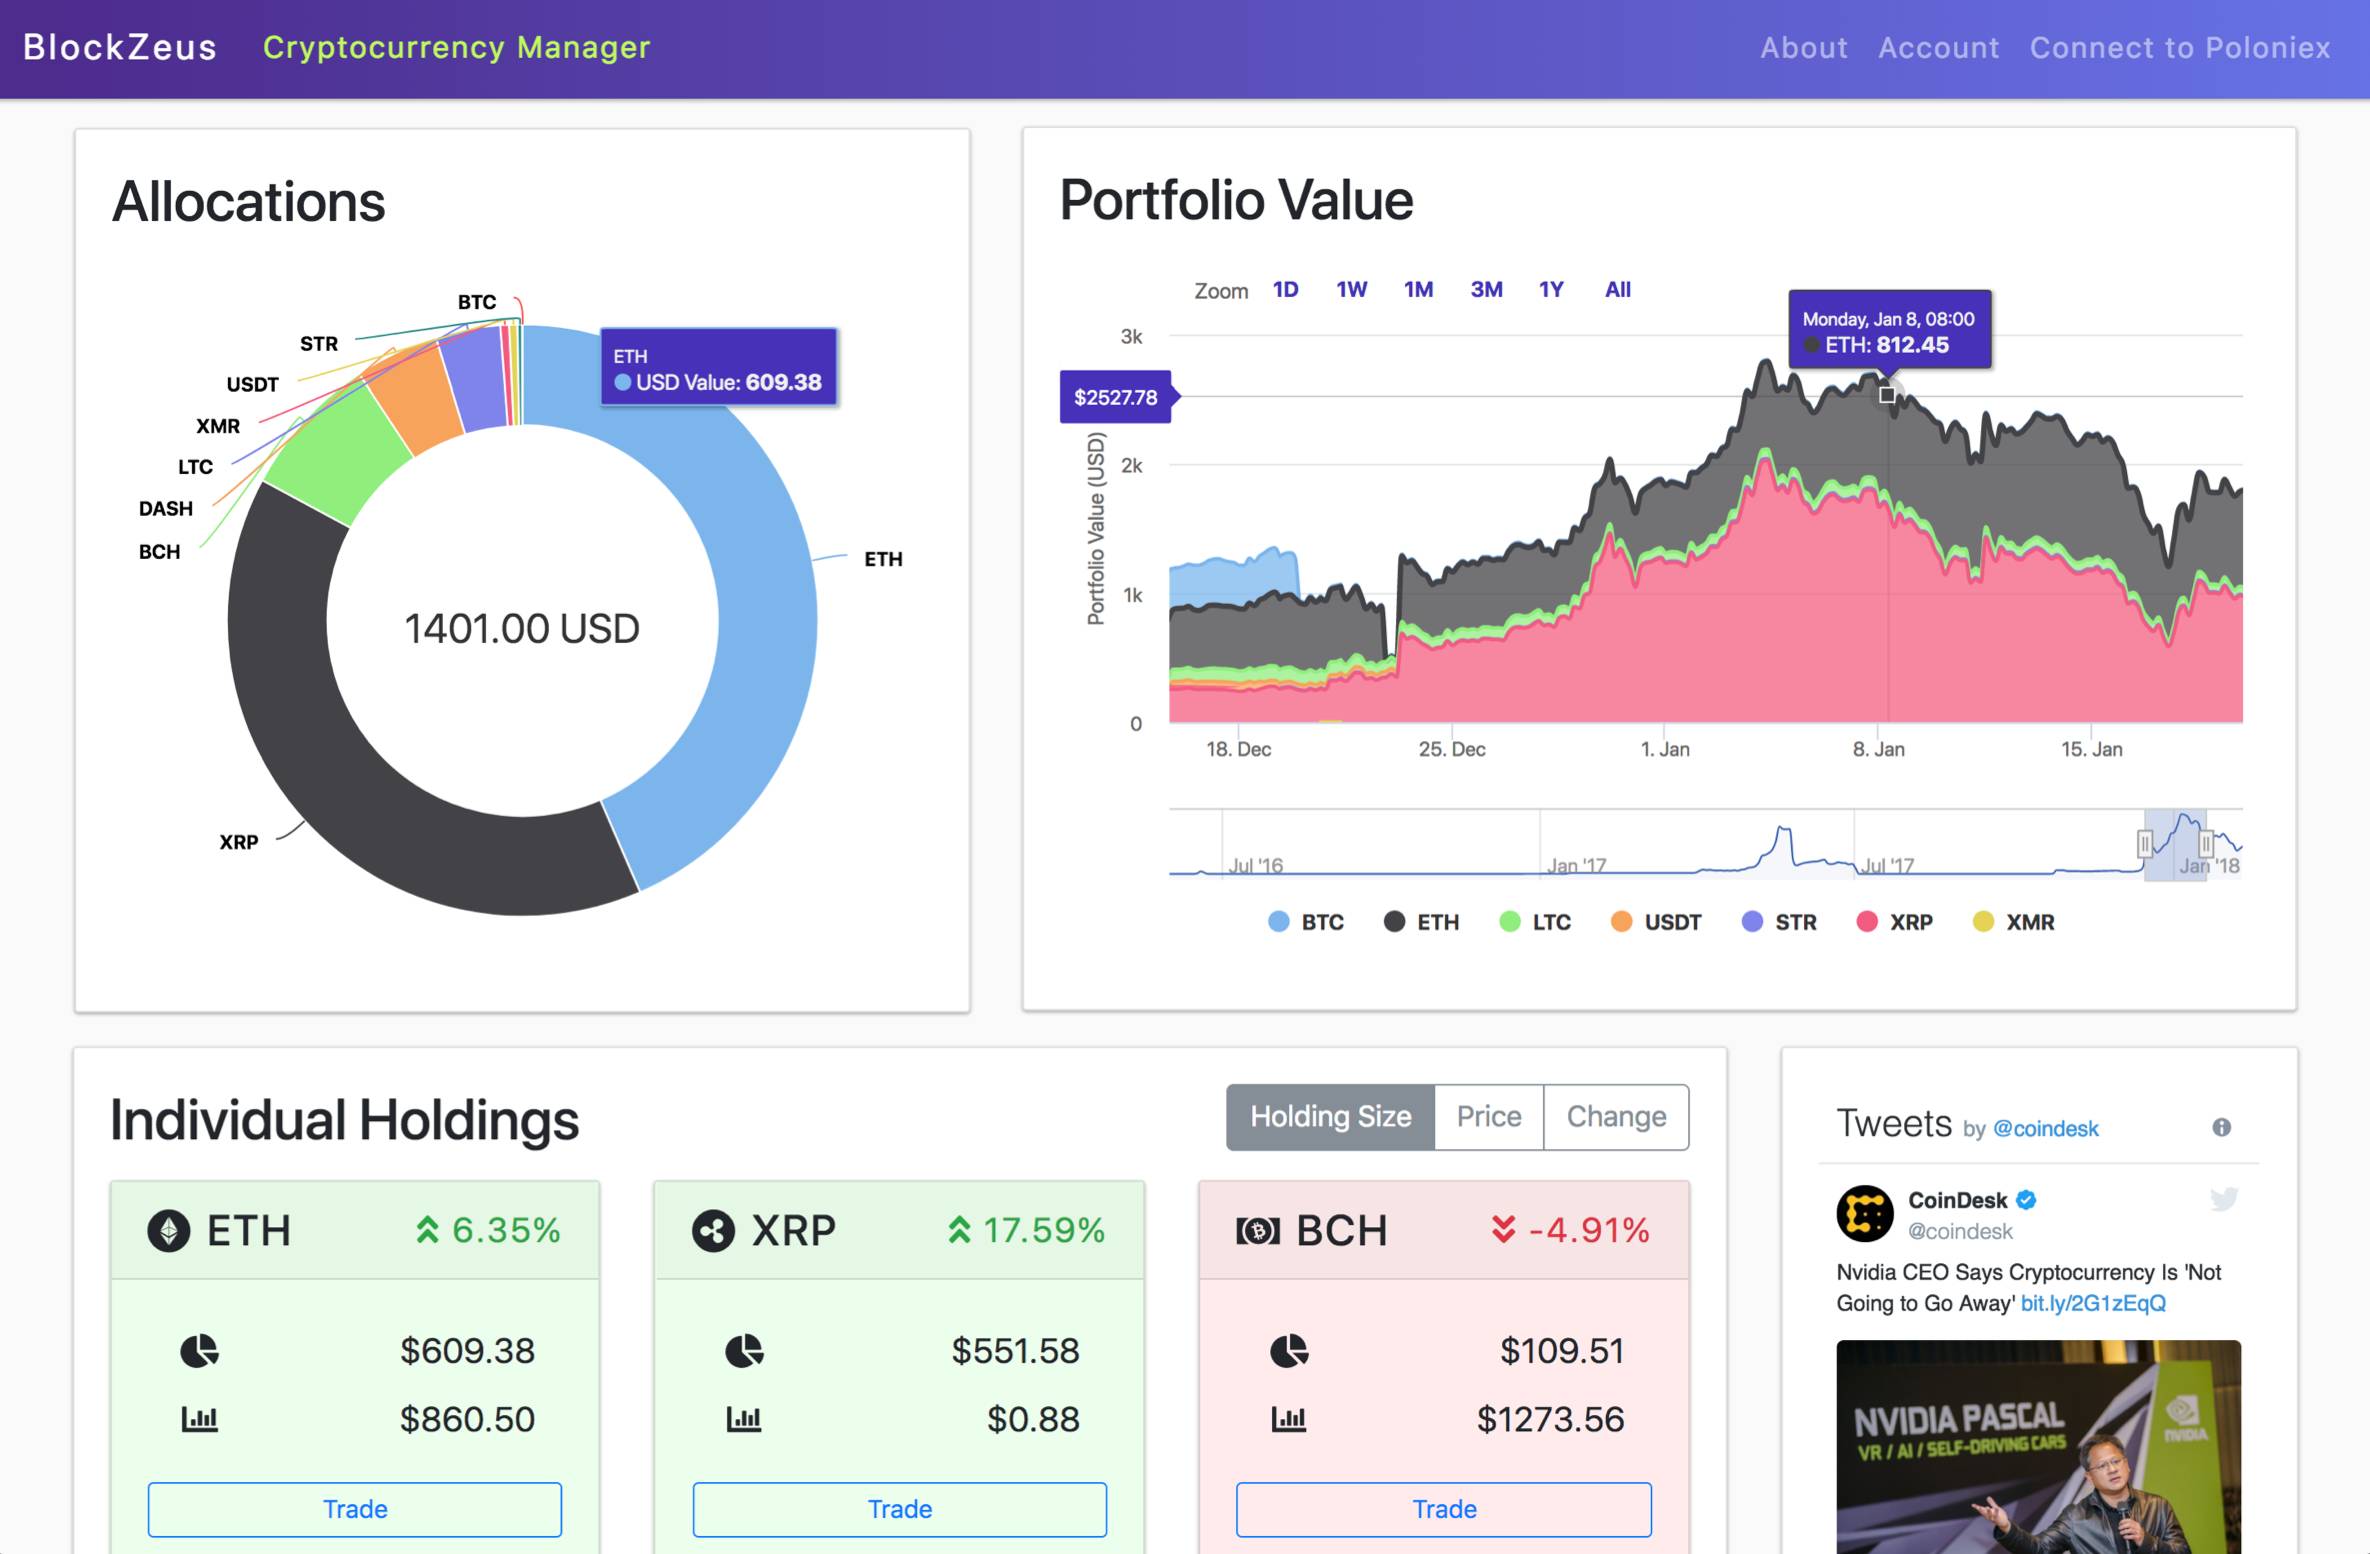 BlockZeus Cryptocurrency Manager About Account Connect to Poloniex
Allocations
BTC
STR
USDT
XMR
LTC
DASH
BCH
XRP
ETH
ETH
USD Value: 609.38
1401.00 USD
Portfolio Value
Zoom 1D 1W 1M 3M 1Y All
Monday, Jan 8, 08:00
ETH: 812.45
$2527.78
Portfolio Value (USD)
3k
2k
1k
0
18. Dec 25. Dec 1. Jan 8. Jan 15. Jan
Jul '16 Jan '17 Jul '17 Jan '18
BTC ETH LTC USDT STR XRP XMR
Individual Holdings
Holding Size Price Change
ETH 6.35%
$609.38
$860.50
Trade
XRP 17.59%
$551.58
$0.88
Trade
BCH -4.91%
$109.51
$1273.56
Trade
Tweets by @coindesk
CoinDesk
@coindesk
Nvidia CEO Says Cryptocurrency Is 'Not
Going to Go Away' bit.ly/2G1zEqQ
NVIDIA PASCAL
VR / AI / SELF-DRIVING CARS
NVIDIA